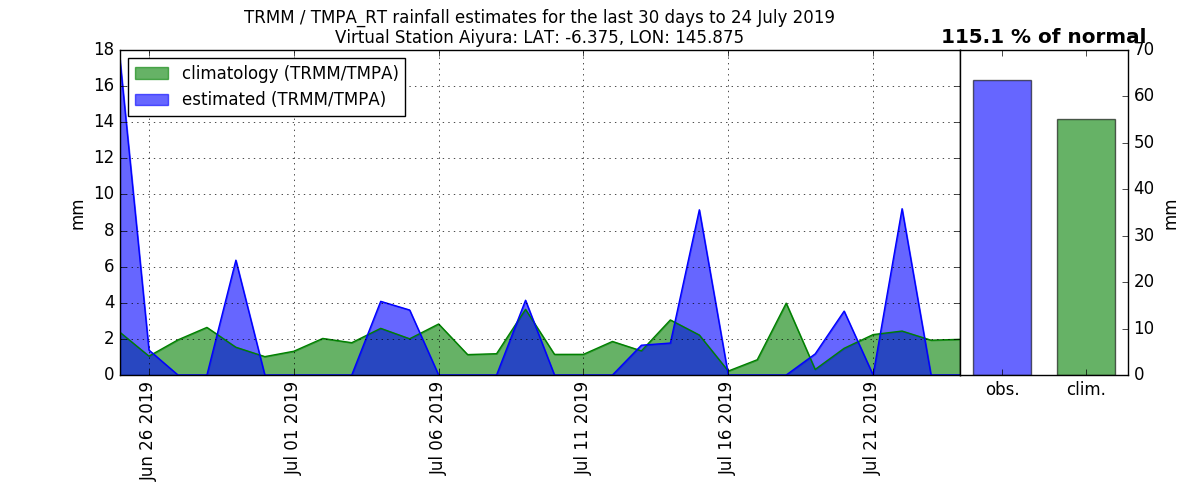 TRMM / TMPA_RT rainfall estimates for the last 30 days to 24 July 2019
Virtual Station Aiyura: LAT: -6.375, LON: 145.875
115.1 % of normal
climatology (TRMM/TMPA)
estimated (TRMM/TMPA)
mm
18
16
14
12
10
8
6
4
2
0
Jun 26 2019
Jul 01 2019
Jul 06 2019
Jul 11 2019
Jul 16 2019
Jul 21 2019
obs.
clim.
70
60
50
40
30
20
10
0
mm